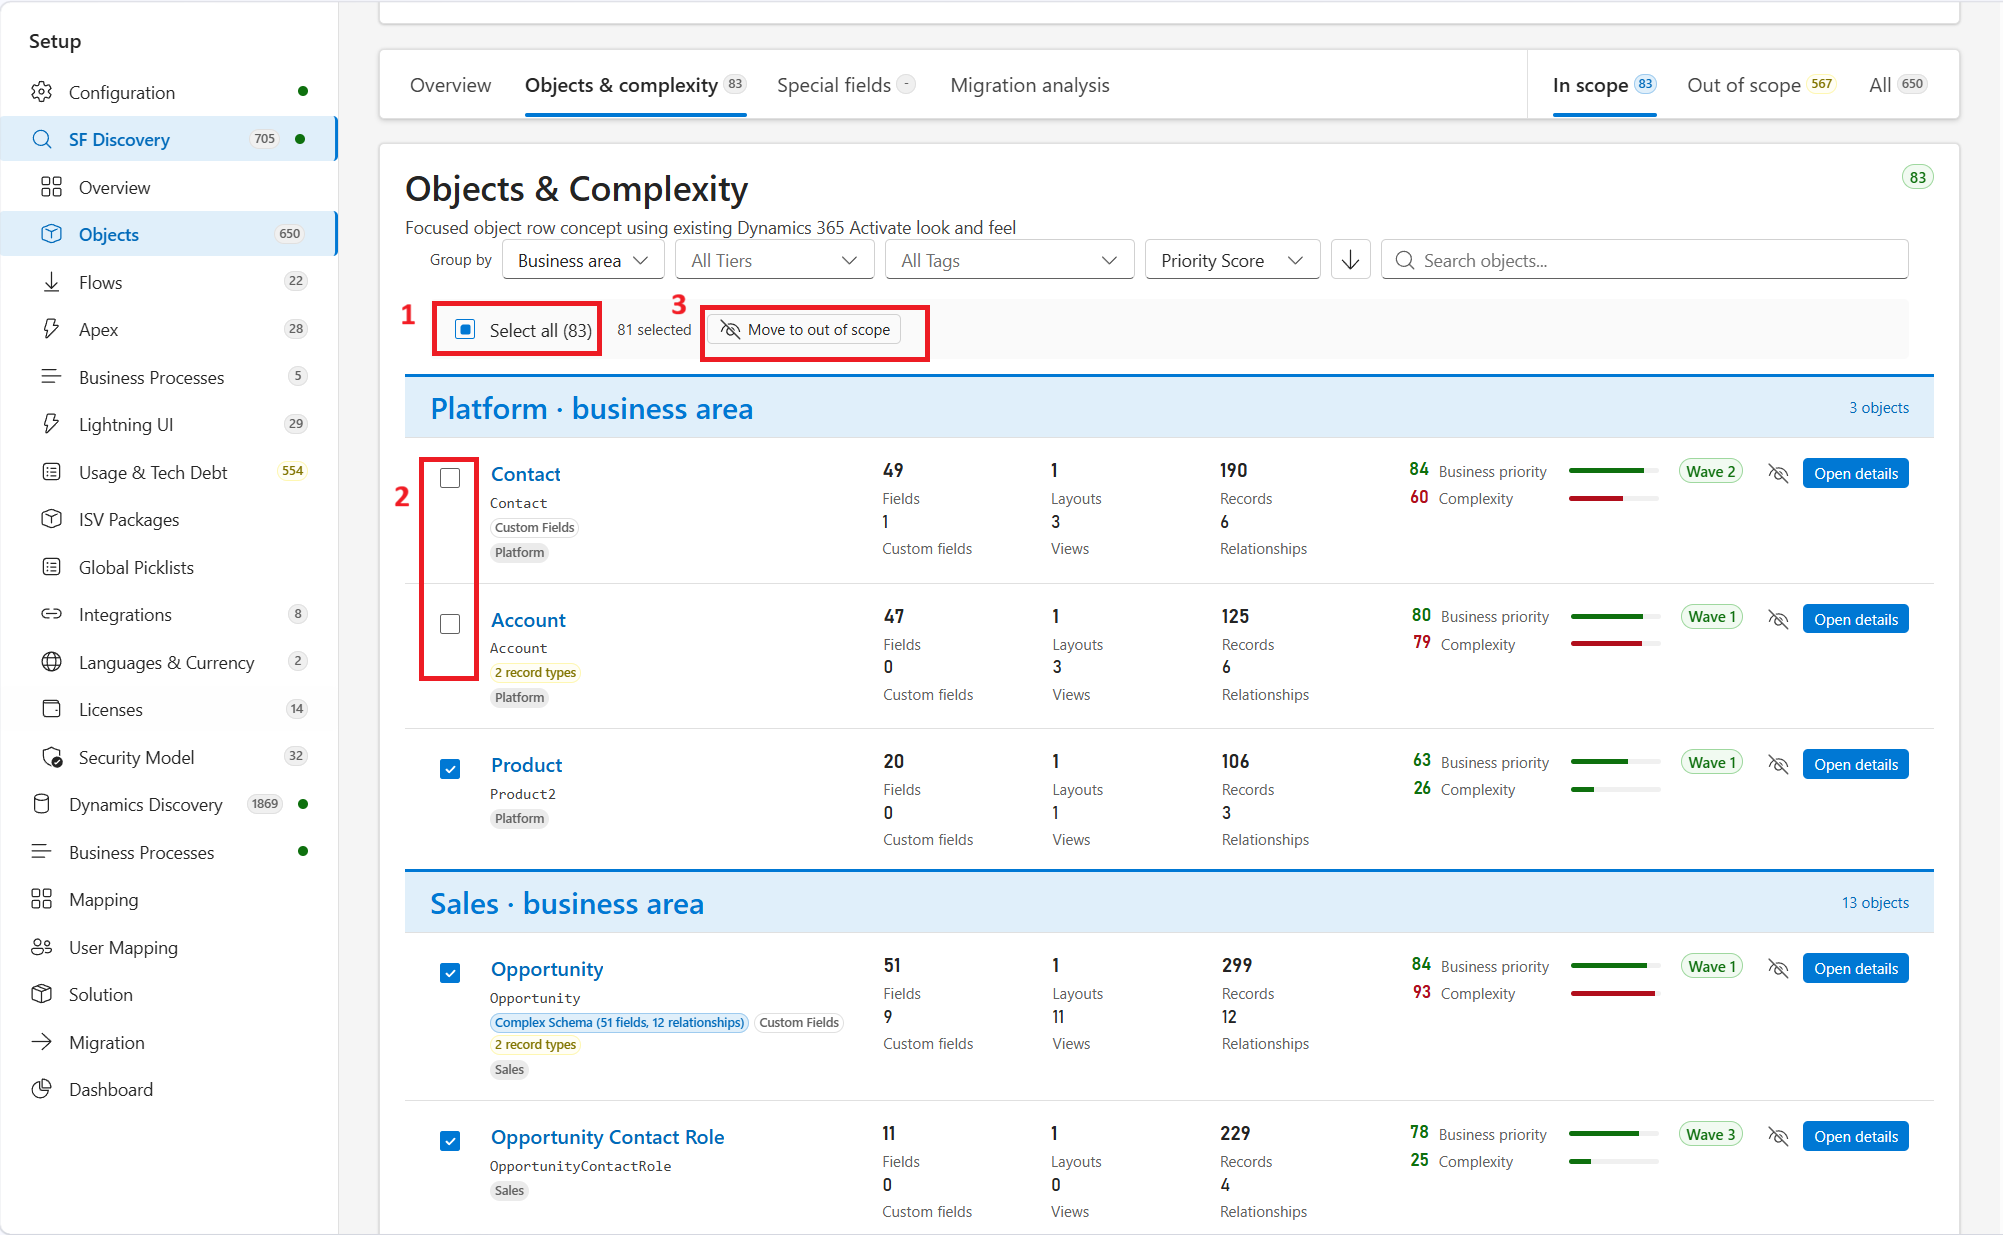 Setup
Configuration
SF Discovery 705
Overview
Objects 650
Flows 22
Apex 28
Business Processes 5
Lightning UI 29
Usage & Tech Debt 554
ISV Packages
Global Picklists
Integrations 8
Languages & Currency 2
Licenses 14
Security Model 32
Dynamics Discovery 1869
Business Processes
Mapping
User Mapping
Solution
Migration
Dashboard
Overview Objects & complexity 83 Special fields - Migration analysis In scope 83 Out of scope 567 All 650
Objects & Complexity 83
Focused object row concept using existing Dynamics 365 Activate look and feel
Group by Business area All Tiers All Tags Priority Score Search objects...
1 Select all (83) 81 selected 3 Move to out of scope
Platform · business area 3 objects
2
Contact 49 1 190 84 Business priority Wave 2 Open details
Contact Fields Layouts Records 60 Complexity
Custom Fields 1 3 6
Platform Custom fields Views Relationships
Account 47 1 125 80 Business priority Wave 1 Open details
Account Fields Layouts Records 79 Complexity
2 record types 0 3 6
Platform Custom fields Views Relationships
Product 20 1 106 63 Business priority Wave 1 Open details
Product2 Fields Layouts Records 26 Complexity
Platform 0 1 3
Custom fields Views Relationships
Sales · business area 13 objects
Opportunity 51 1 299 84 Business priority Wave 1 Open details
Opportunity Fields Layouts Records 93 Complexity
Complex Schema (51 fields, 12 relationships) Custom Fields 9 11 12
2 record types Custom fields Views Relationships
Sales
Opportunity Contact Role 11 1 229 78 Business priority Wave 3 Open details
OpportunityContactRole Fields Layouts Records 25 Complexity
Sales 0 0 4
Custom fields Views Relationships